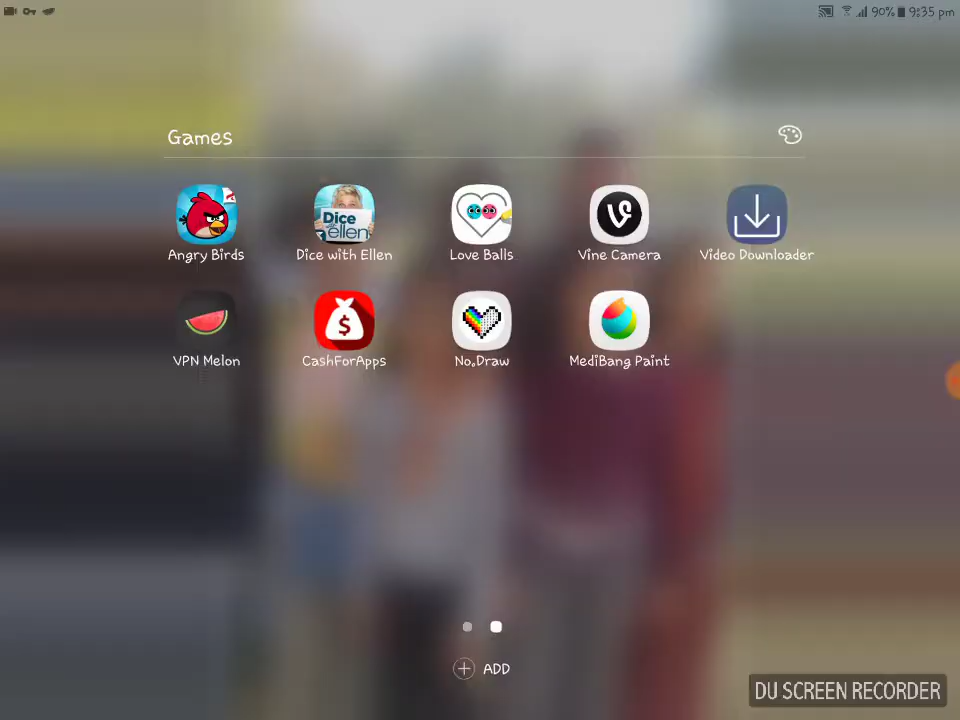 90% 9:35 pm
Games
Dice with ellen
Angry Birds
Dice with Ellen
Love Balls
Vine Camera
Video Downloader
$
VPN Melon
CashForApps
No.Draw
MediBang Paint
ADD
DU SCREEN RECORDER